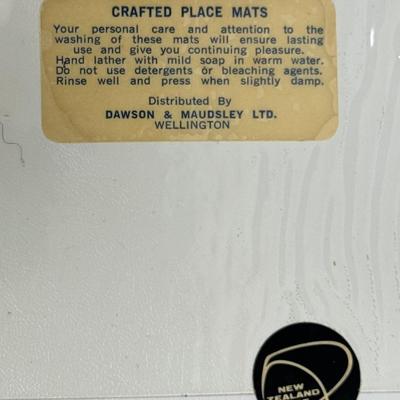 CRAFTED PLACE MATS
Your personal care and attention to the
washing of these mats will ensure lasting
use and give you continuing pleasure.
Hand lather with mild soap in warm water.
Do not use detergents or bleaching agents.
Rinse well and press when slightly damp.
Distributed By
DAWSON & MAUDSLEY LTD.
WELLINGTON
NEW
ZEALAND